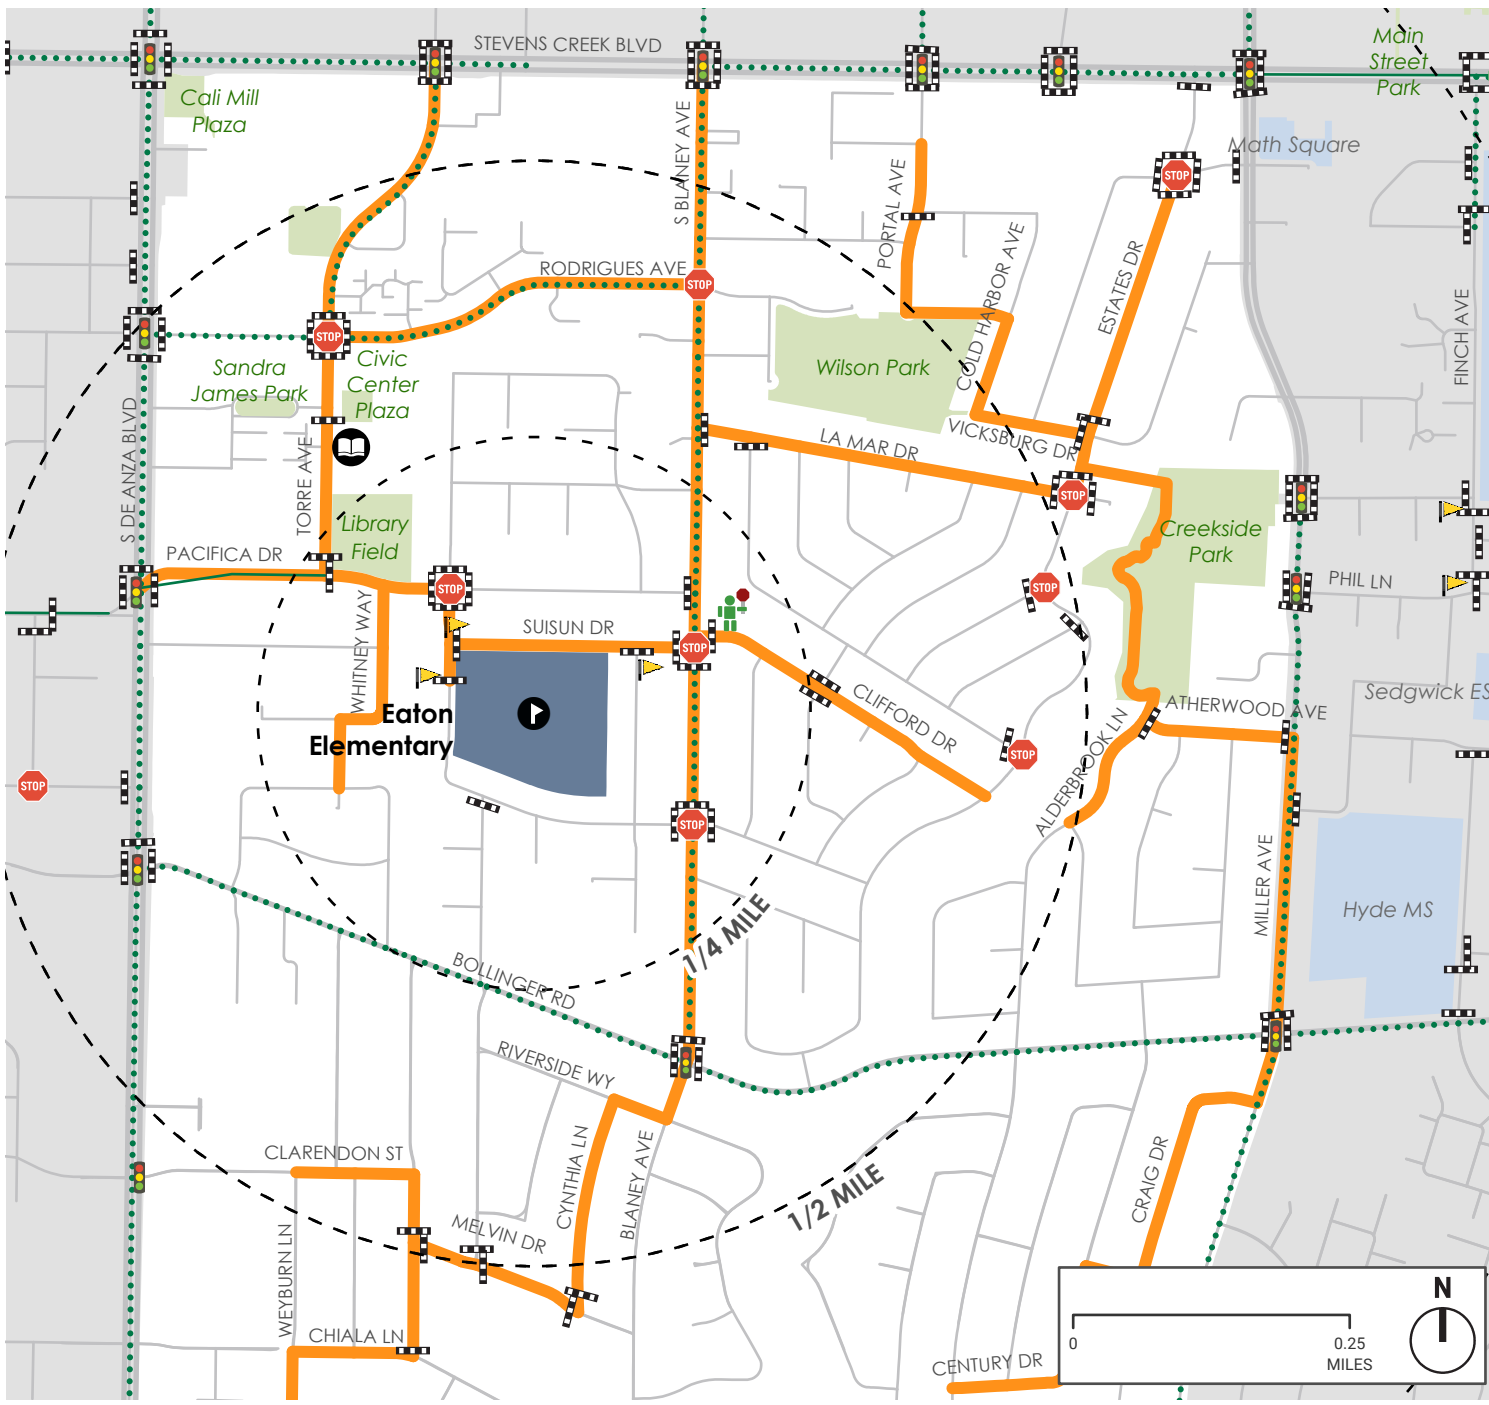 STEVENS CREEK BLVD
Main
Street
Park
Cali Mill
Plaza
S BLANEY AVE
Math Square
STOP
PORTAL AVE
COLD HARBOR AVE
ESTATES DR
RODRIGUES AVE
STOP
FINCH AVE
STOP
Sandra
James Park
Civic
Center
Plaza
Wilson Park
S DE ANZA BLVD
TORRE AVE
LA MAR DR
VICKSBURG DR
STOP
Library
Field
Creekside
Park
PACIFICA DR
STOP
STOP
PHIL LN
WHITNEY WAY
SUISUN DR
STOP
Eaton
Elementary
CLIFFORD DR
STOP
ALDERBROOK LN
ATHERWOOD AVE
Sedgwick ES
STOP
STOP
MILLER AVE
Hyde MS
1/4 MILE
BOLLINGER RD
RIVERSIDE WY
CLARENDON ST
CYNTHIA LN
BLANEY AVE
1/2 MILE
CRAIG DR
MELVIN DR
WEYBURN LN
CHIALA LN
CENTURY DR
N
0
0.25
MILES